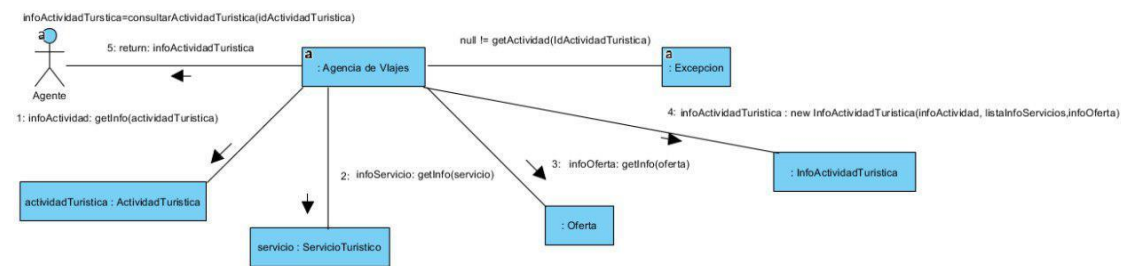 infoActividadTurstica=consultarActividadTuristica(idActividadTuristica)
a
5: return: infoActividadTuristica
Agente
a
: Agencia de VIajes
null != getActividad(IdActividadTuristica)
a
: Excepcion
1: infoActividad: getInfo(actividadTuristica)
4: infoActividadTuristica : new InfoActividadTuristica(infoActividad, listaInfoServicios,infoOferta)
2: infoServicio: getInfo(servicio)
3: infoOferta: getInfo(oferta)
: InfoActividadTuristica
actividadTuristica : ActividadTuristica
: Oferta
servicio : ServicioTuristico